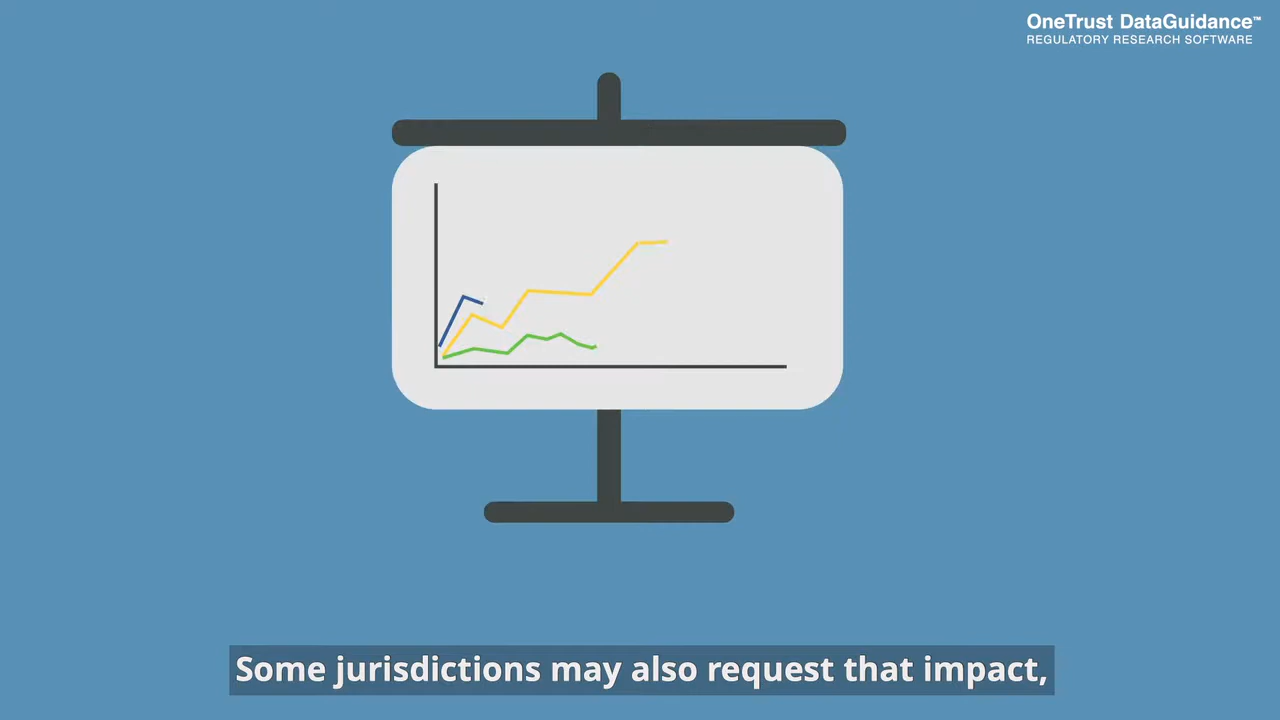 OneTrust DataGuidance™
REGULATORY RESEARCH SOFTWARE
Some jurisdictions may also request that impact,